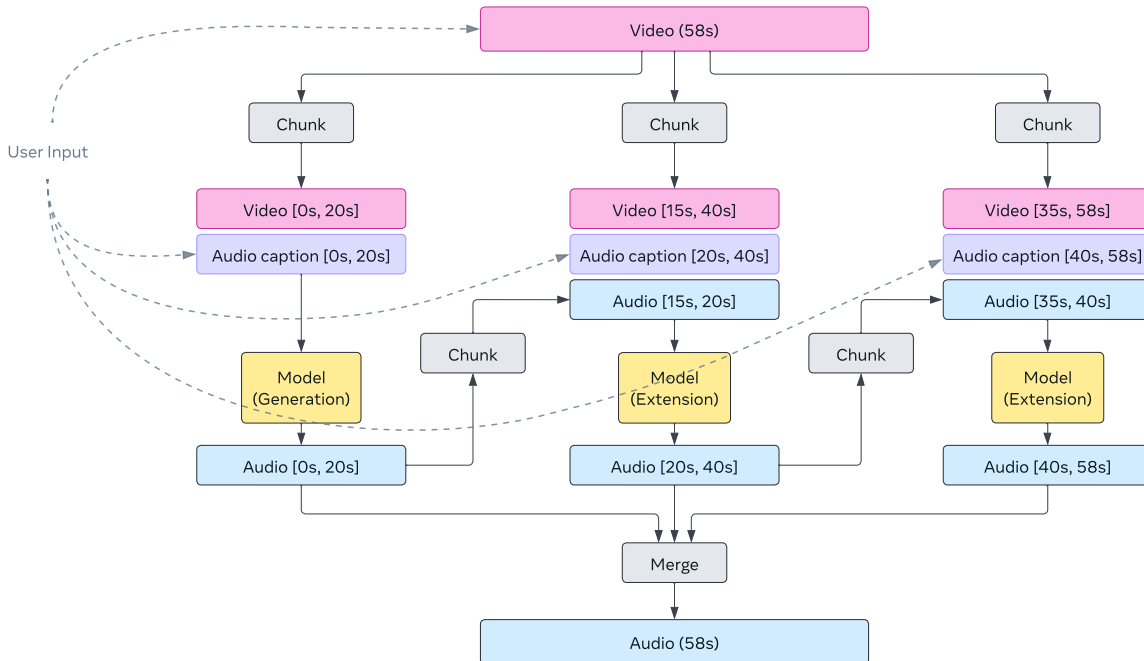 Video (58s)
Chunk
Chunk
Chunk
User Input
Video [0s, 20s]
Video [15s, 40s]
Video [35s, 58s]
Audio caption [0s, 20s]
Audio caption [20s, 40s]
Audio caption [40s, 58s]
Audio [15s, 20s]
Audio [35s, 40s]
Chunk
Chunk
Model
(Generation)
Model
(Extension)
Model
(Extension)
Audio [0s, 20s]
Audio [20s, 40s]
Audio [40s, 58s]
Merge
Audio (58s)